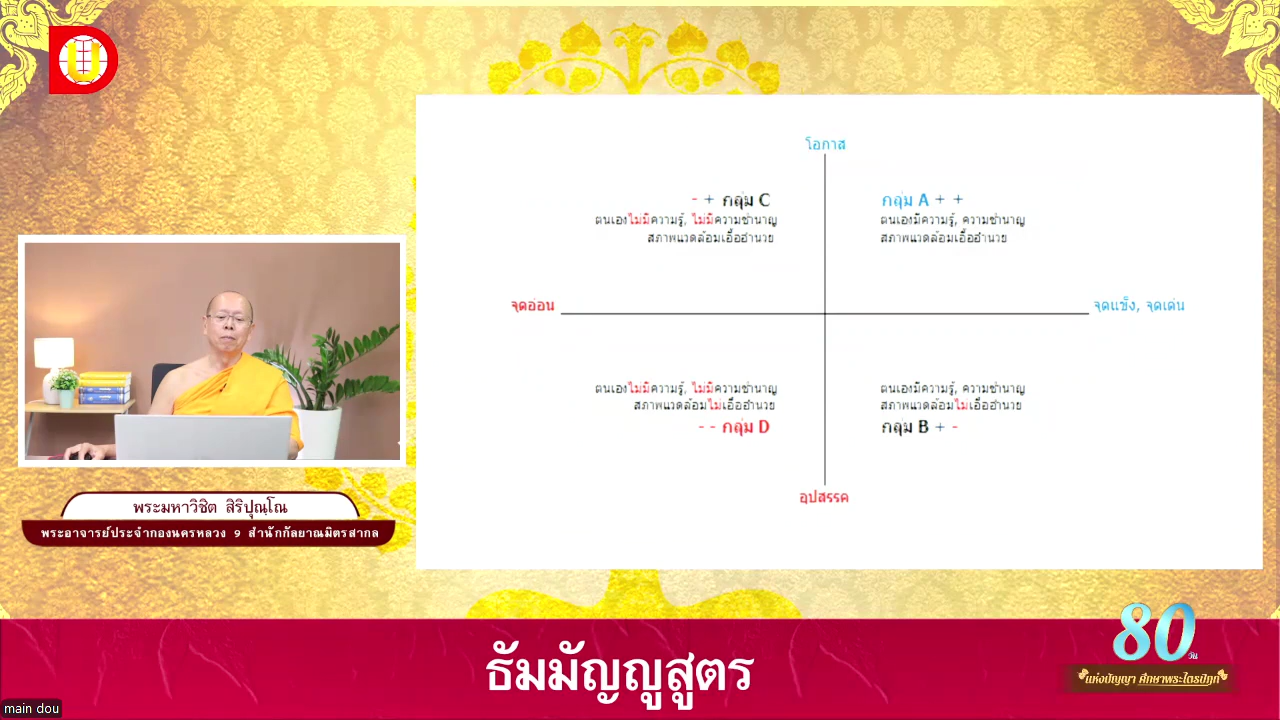 โอกาส
- + กลุ่ม C
ตนเองไม่มีความรู้, ไม่มีความชำนาญ
สภาพแวดล้อมเอื้ออำนวย
กลุ่ม A + +
ตนเองมีความรู้, ความชำนาญ
สภาพแวดล้อมเอื้ออำนวย
จุดอ่อน
จุดแข็ง, จุดเด่น
ตนเองไม่มีความรู้, ไม่มีความชำนาญ
สภาพแวดล้อมไม่เอื้ออำนวย
- - กลุ่ม D
ตนเองมีความรู้, ความชำนาญ
สภาพแวดล้อมไม่เอื้ออำนวย
กลุ่ม B + -
อุปสรรค
พระมหาวิชิต สิริปุณฺโณ
พระอาจารย์ประจำกองนครหลวง 9 สำนักกัลยาณมิตรสากล
ธัมมัญญูสูตร
80 วัน
แห่งปัญญา ศึกษาพระไตรปิฎก
main dou